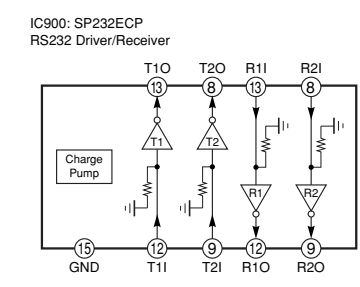 IC900: SP232ECP
RS232 Driver/Receiver
T1O T2O R1I R2I
13 8 13 8
T1 T2
Charge
Pump
R1 R2
15 12 9 12 9
GND T1I T2I R1O R2O